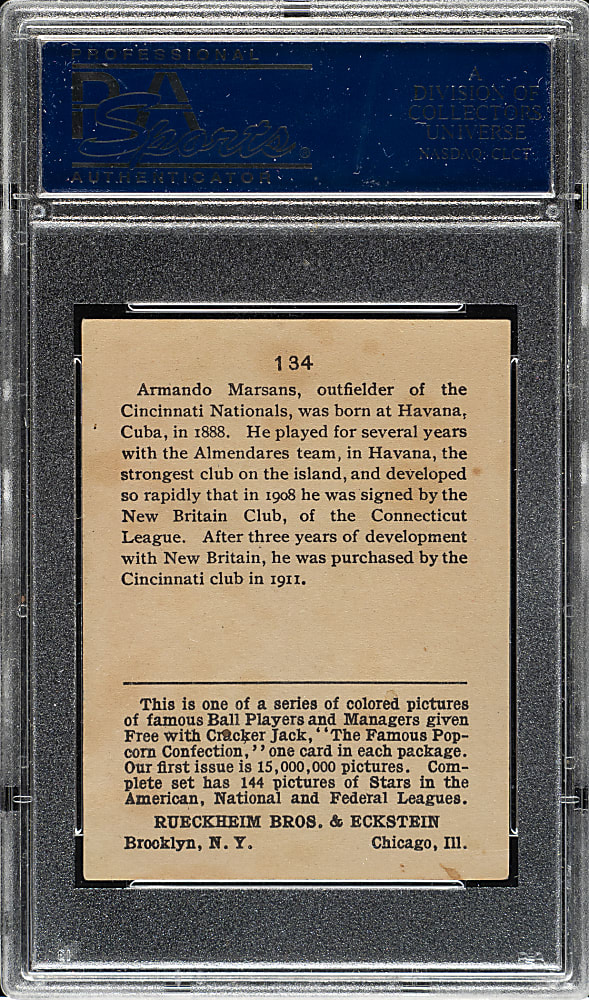 PROFESSIONAL
PSA
Sports
AUTHENTICATOR
A
DIVISION OF
COLLECTORS
UNIVERSE
NASDAQ: CLCT
134
Armando Marsans, outfielder of the
Cincinnati Nationals, was born at Havana,
Cuba, in 1888. He played for several years
with the Almendares team, in Havana, the
strongest club on the island, and developed
so rapidly that in 1908 he was signed by the
New Britain Club, of the Connecticut
League. After three years of development
with New Britain, he was purchased by the
Cincinnati club in 1911.
This is one of a series of colored pictures
of famous Ball Players and Managers given
Free with Cracker Jack, "The Famous Pop-
corn Confection," one card in each package.
Our first issue is 15,000,000 pictures. Com-
plete set has 144 pictures of Stars in the
American, National and Federal Leagues.
RUECKHEIM BROS. & ECKSTEIN
Brooklyn, N. Y. Chicago, Ill.